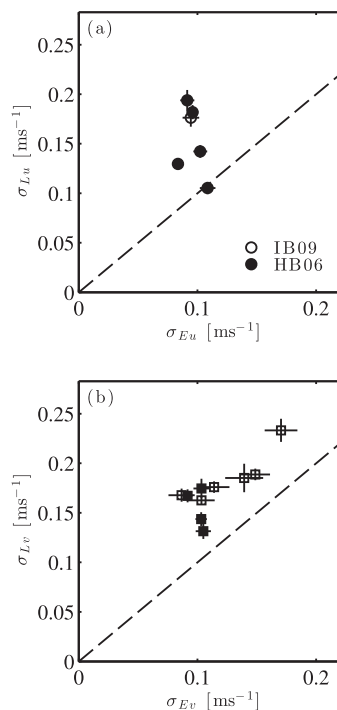 (a)
0.25
0.2
0.15
0.1
0.05
0
σLu [ms−1]
IB09
HB06
0 0.1 0.2
σEu [ms−1]
(b)
0.25
0.2
0.15
0.1
0.05
0
σLv [ms−1]
0 0.1 0.2
σEv [ms−1]